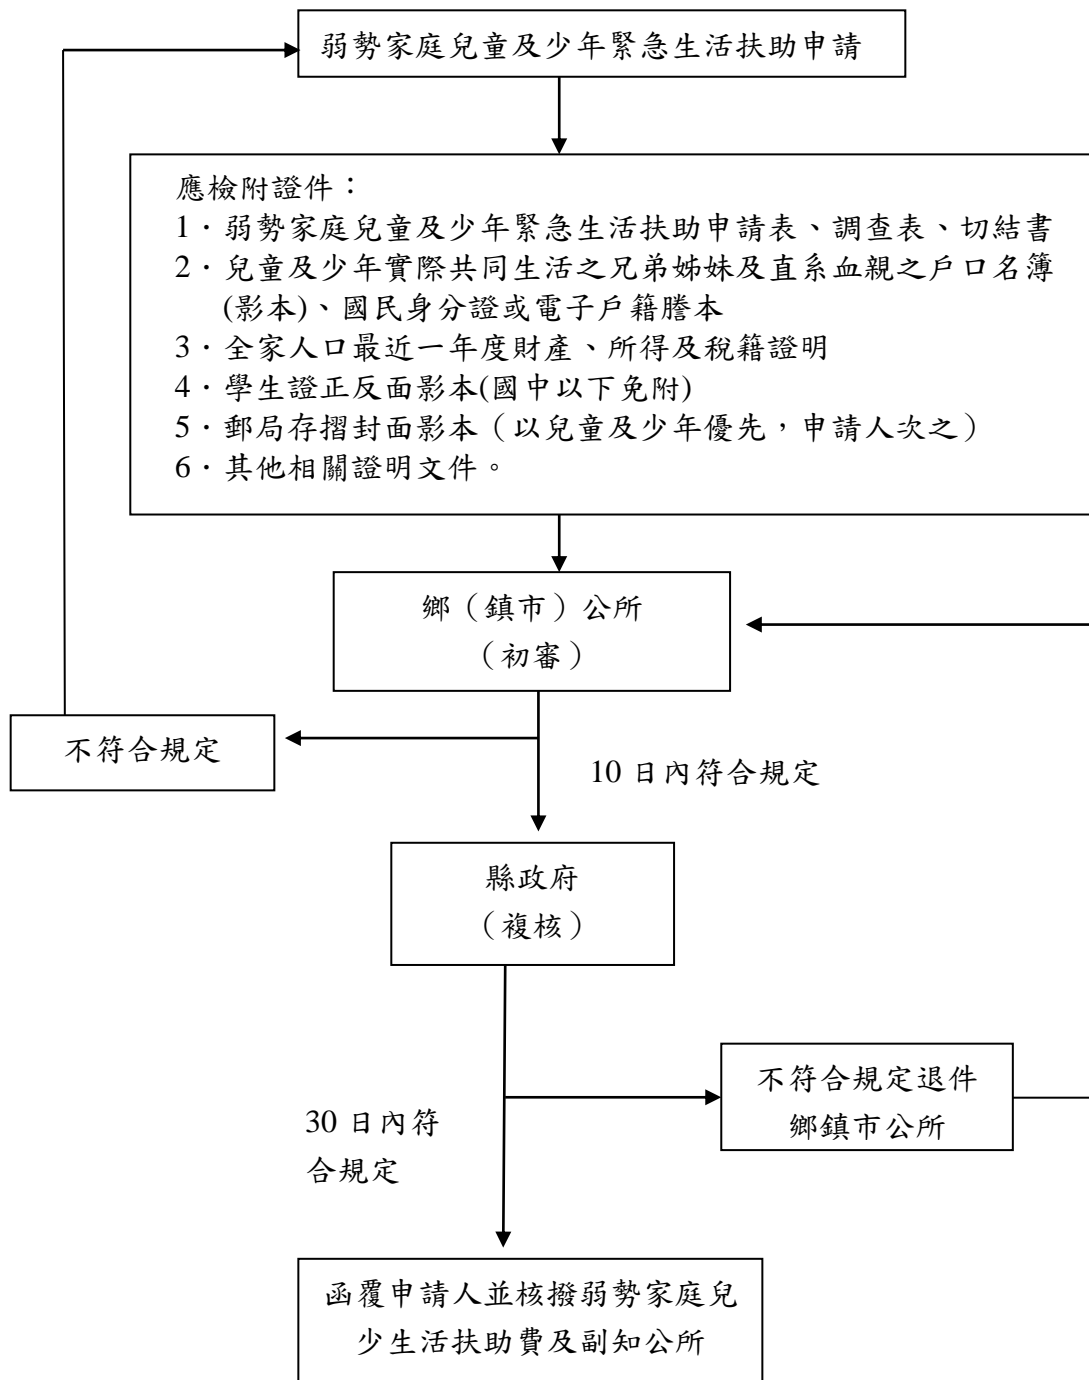 弱勢家庭兒童及少年緊急生活扶助申請
應檢附證件：
1．弱勢家庭兒童及少年緊急生活扶助申請表、調查表、切結書
2．兒童及少年實際共同生活之兄弟姊妹及直系血親之戶口名簿
(影本)、國民身分證或電子戶籍謄本
3．全家人口最近一年度財產、所得及稅籍證明
4．學生證正反面影本(國中以下免附)
5．郵局存摺封面影本（以兒童及少年優先，申請人次之）
6．其他相關證明文件。
鄉（鎮市）公所
（初審）
不符合規定
10 日內符合規定
縣政府
（複核）
不符合規定退件
鄉鎮市公所
30 日內符
合規定
函覆申請人並核撥弱勢家庭兒
少生活扶助費及副知公所